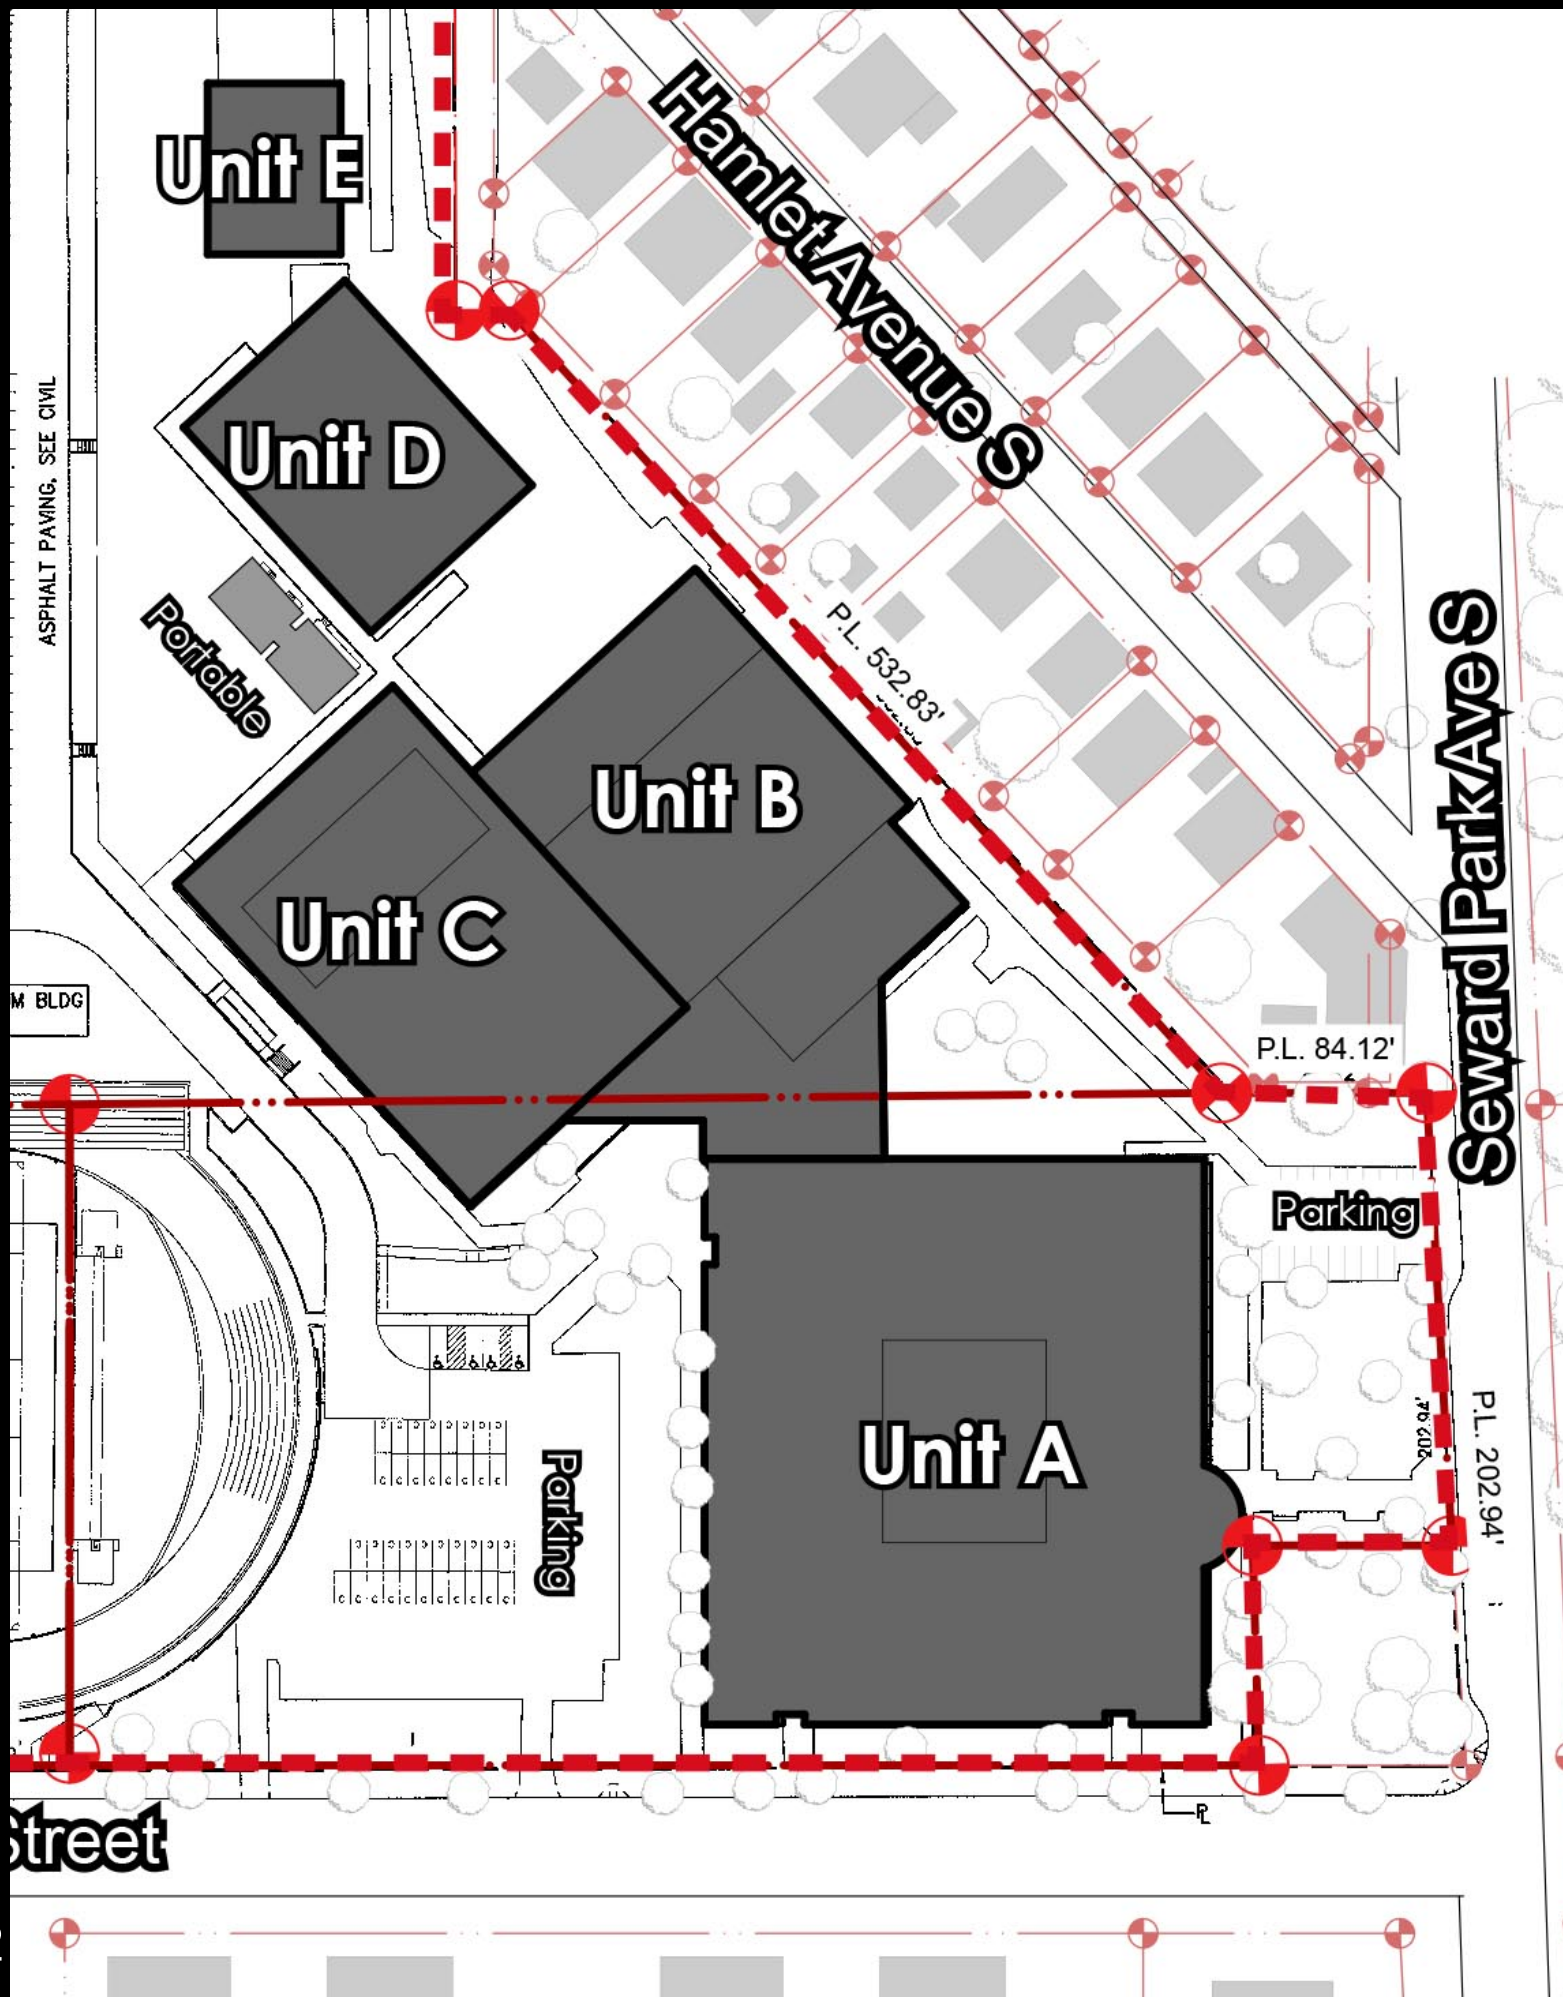 Unit E
Hamlet Avenue S
Unit D
ASPHALT PAVING, SEE CIVIL
Portable
P.L. 532.83'
Seward Park Ave S
Unit B
Unit C
M BLDG
P.L. 84.12'
Parking
Unit A
202.94'
P.L. 202.94'
Parking
PL
Street